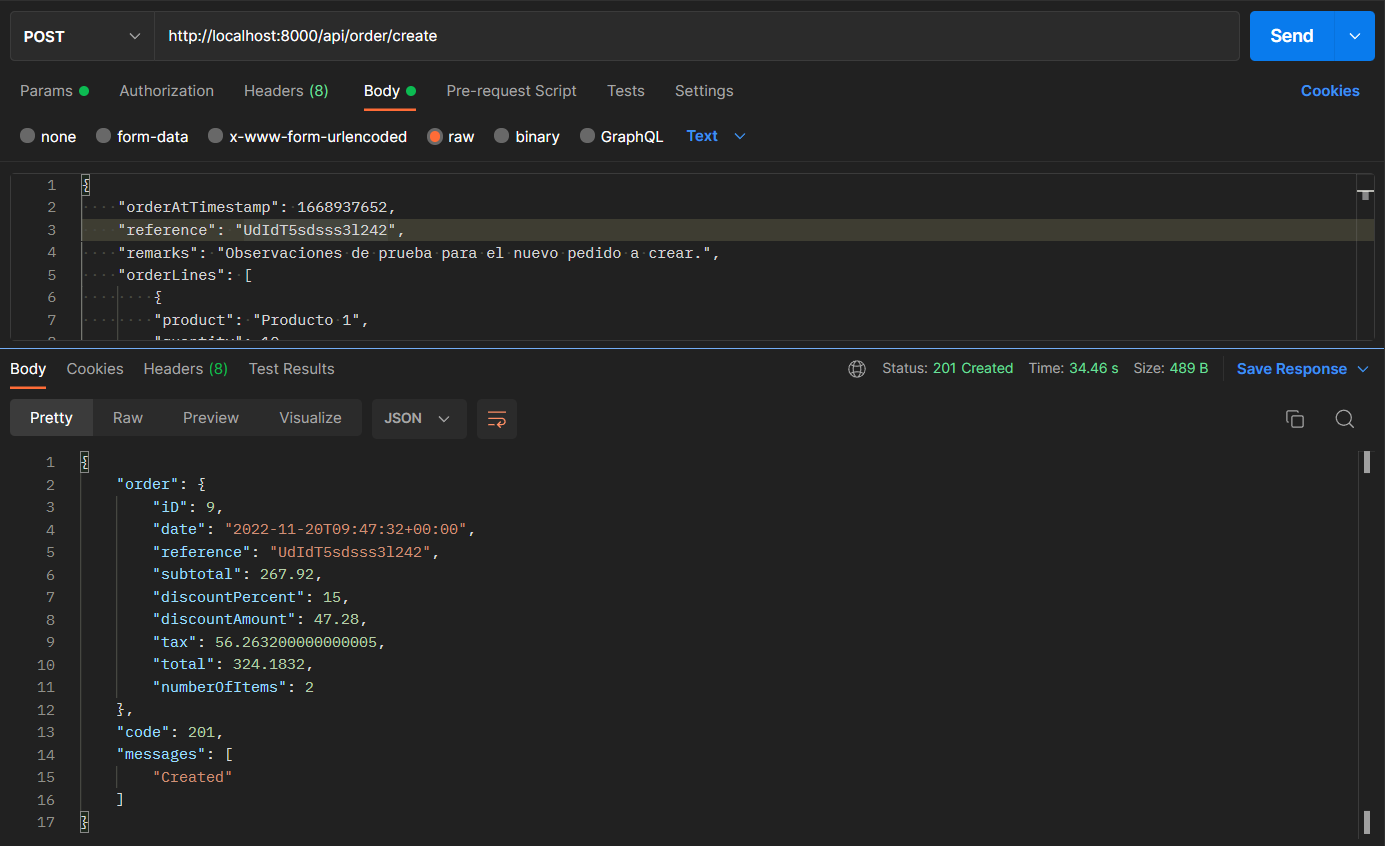 POST http://localhost:8000/api/order/create Send
Params Authorization Headers (8) Body Pre-request Script Tests Settings Cookies
none form-data x-www-form-urlencoded raw binary GraphQL Text
1 {
2 "orderAtTimestamp": 1668937652,
3 "reference": "UdIdT5sdsss3l242",
4 "remarks": "Observaciones de prueba para el nuevo pedido a crear.",
5 "orderLines": [
6 {
7 "product": "Producto 1",
8 "quantity": 10
Body Cookies Headers (8) Test Results Status: 201 Created Time: 34.46 s Size: 489 B Save Response
Pretty Raw Preview Visualize JSON
1 {
2 "order": {
3 "iD": 9,
4 "date": "2022-11-20T09:47:32+00:00",
5 "reference": "UdIdT5sdsss3l242",
6 "subtotal": 267.92,
7 "discountPercent": 15,
8 "discountAmount": 47.28,
9 "tax": 56.263200000000005,
10 "total": 324.1832,
11 "numberOfItems": 2
12 },
13 "code": 201,
14 "messages": [
15 "Created"
16 ]
17 }